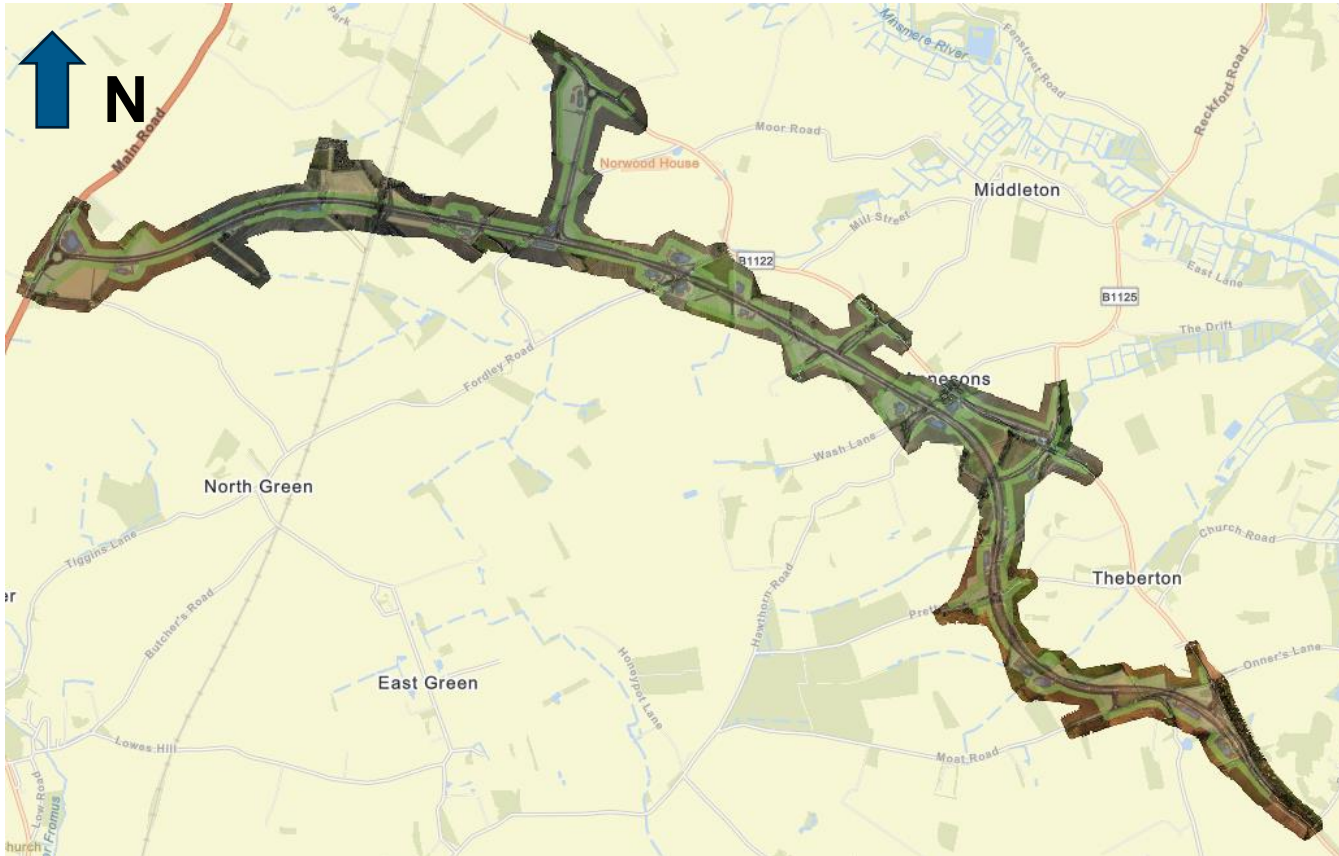 N
Park
Main Road
Minsmere River
Fenstreet Road
Reckford Road
Moor Road
Norwood House
Middleton
Mill Street
B1122
East Lane
B1125
The Drift
Fordley Road
Wash Lane
North Green
Tiggins Lane
Church Road
Theberton
Hawthorn Road
Butcher's Road
Honeypot Lane
Onner's Lane
East Green
Lowes Hill
Moat Road
Low Road